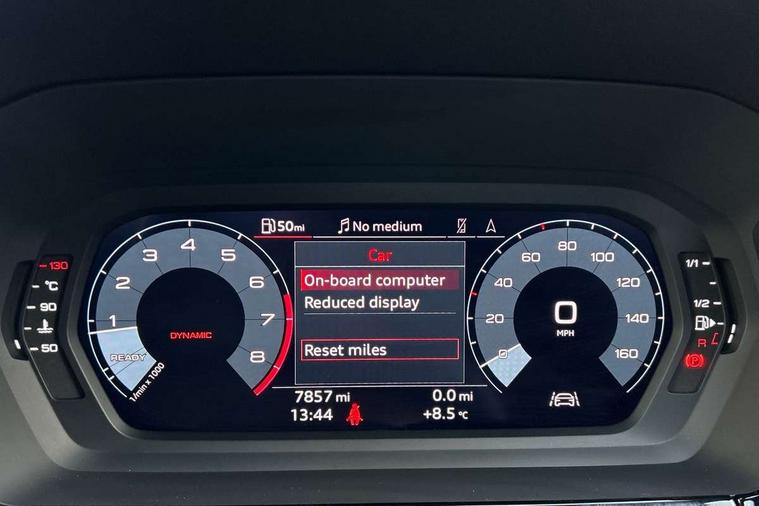 50mi
No medium
Car
On-board computer
Reduced display
Reset miles
7857 mi
0.0 mi
13:44
+8.5 °C
1
2
3
4
5
6
7
8
READY
DYNAMIC
1/min x 1000
0
20
40
60
80
100
120
140
160
0
MPH
130
°C
90
50
1/1
1/2
R
(P)